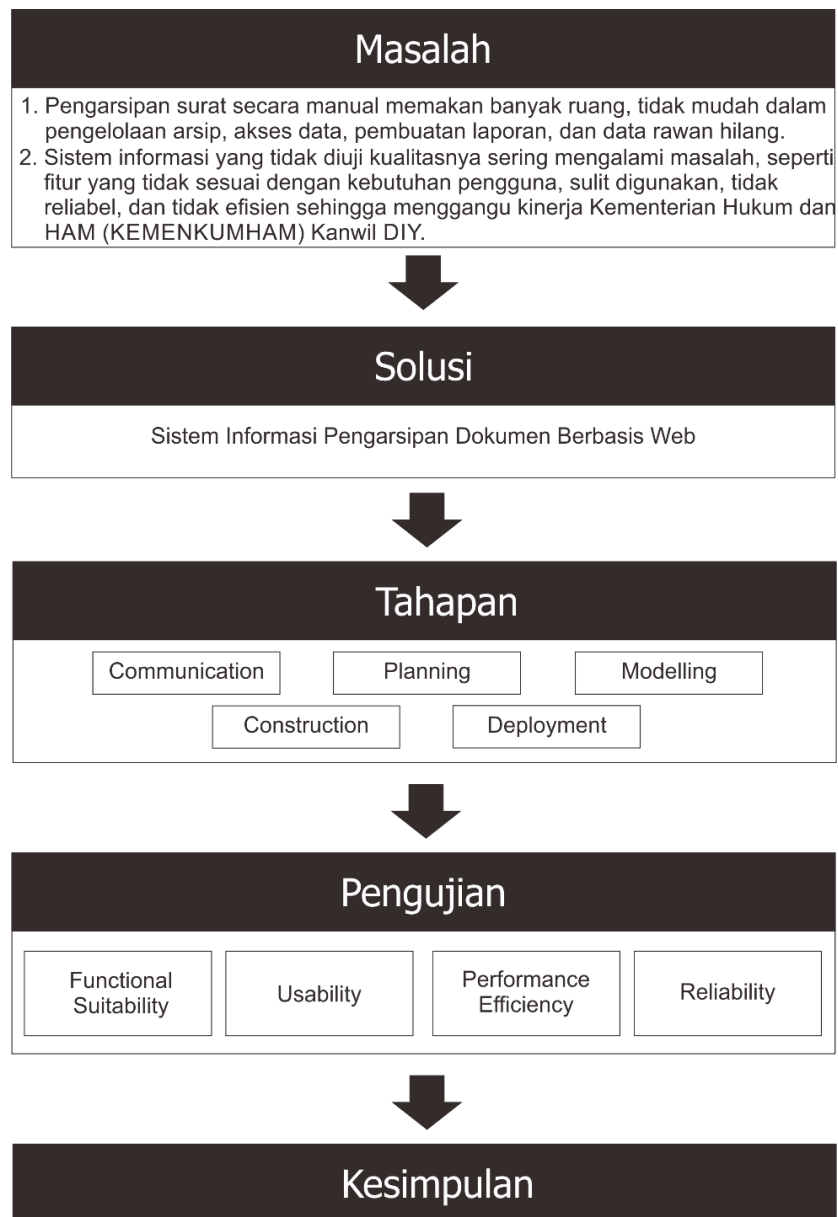 Masalah
1. Pengarsipan surat secara manual memakan banyak ruang, tidak mudah dalam
pengelolaan arsip, akses data, pembuatan laporan, dan data rawan hilang.
2. Sistem informasi yang tidak diuji kualitasnya sering mengalami masalah, seperti
fitur yang tidak sesuai dengan kebutuhan pengguna, sulit digunakan, tidak
reliabel, dan tidak efisien sehingga menggangu kinerja Kementerian Hukum dan
HAM (KEMENKUMHAM) Kanwil DIY.
Solusi
Sistem Informasi Pengarsipan Dokumen Berbasis Web
Tahapan
Communication Planning Modelling
Construction Deployment
Pengujian
Functional
Suitability
Usability
Performance
Efficiency
Reliability
Kesimpulan